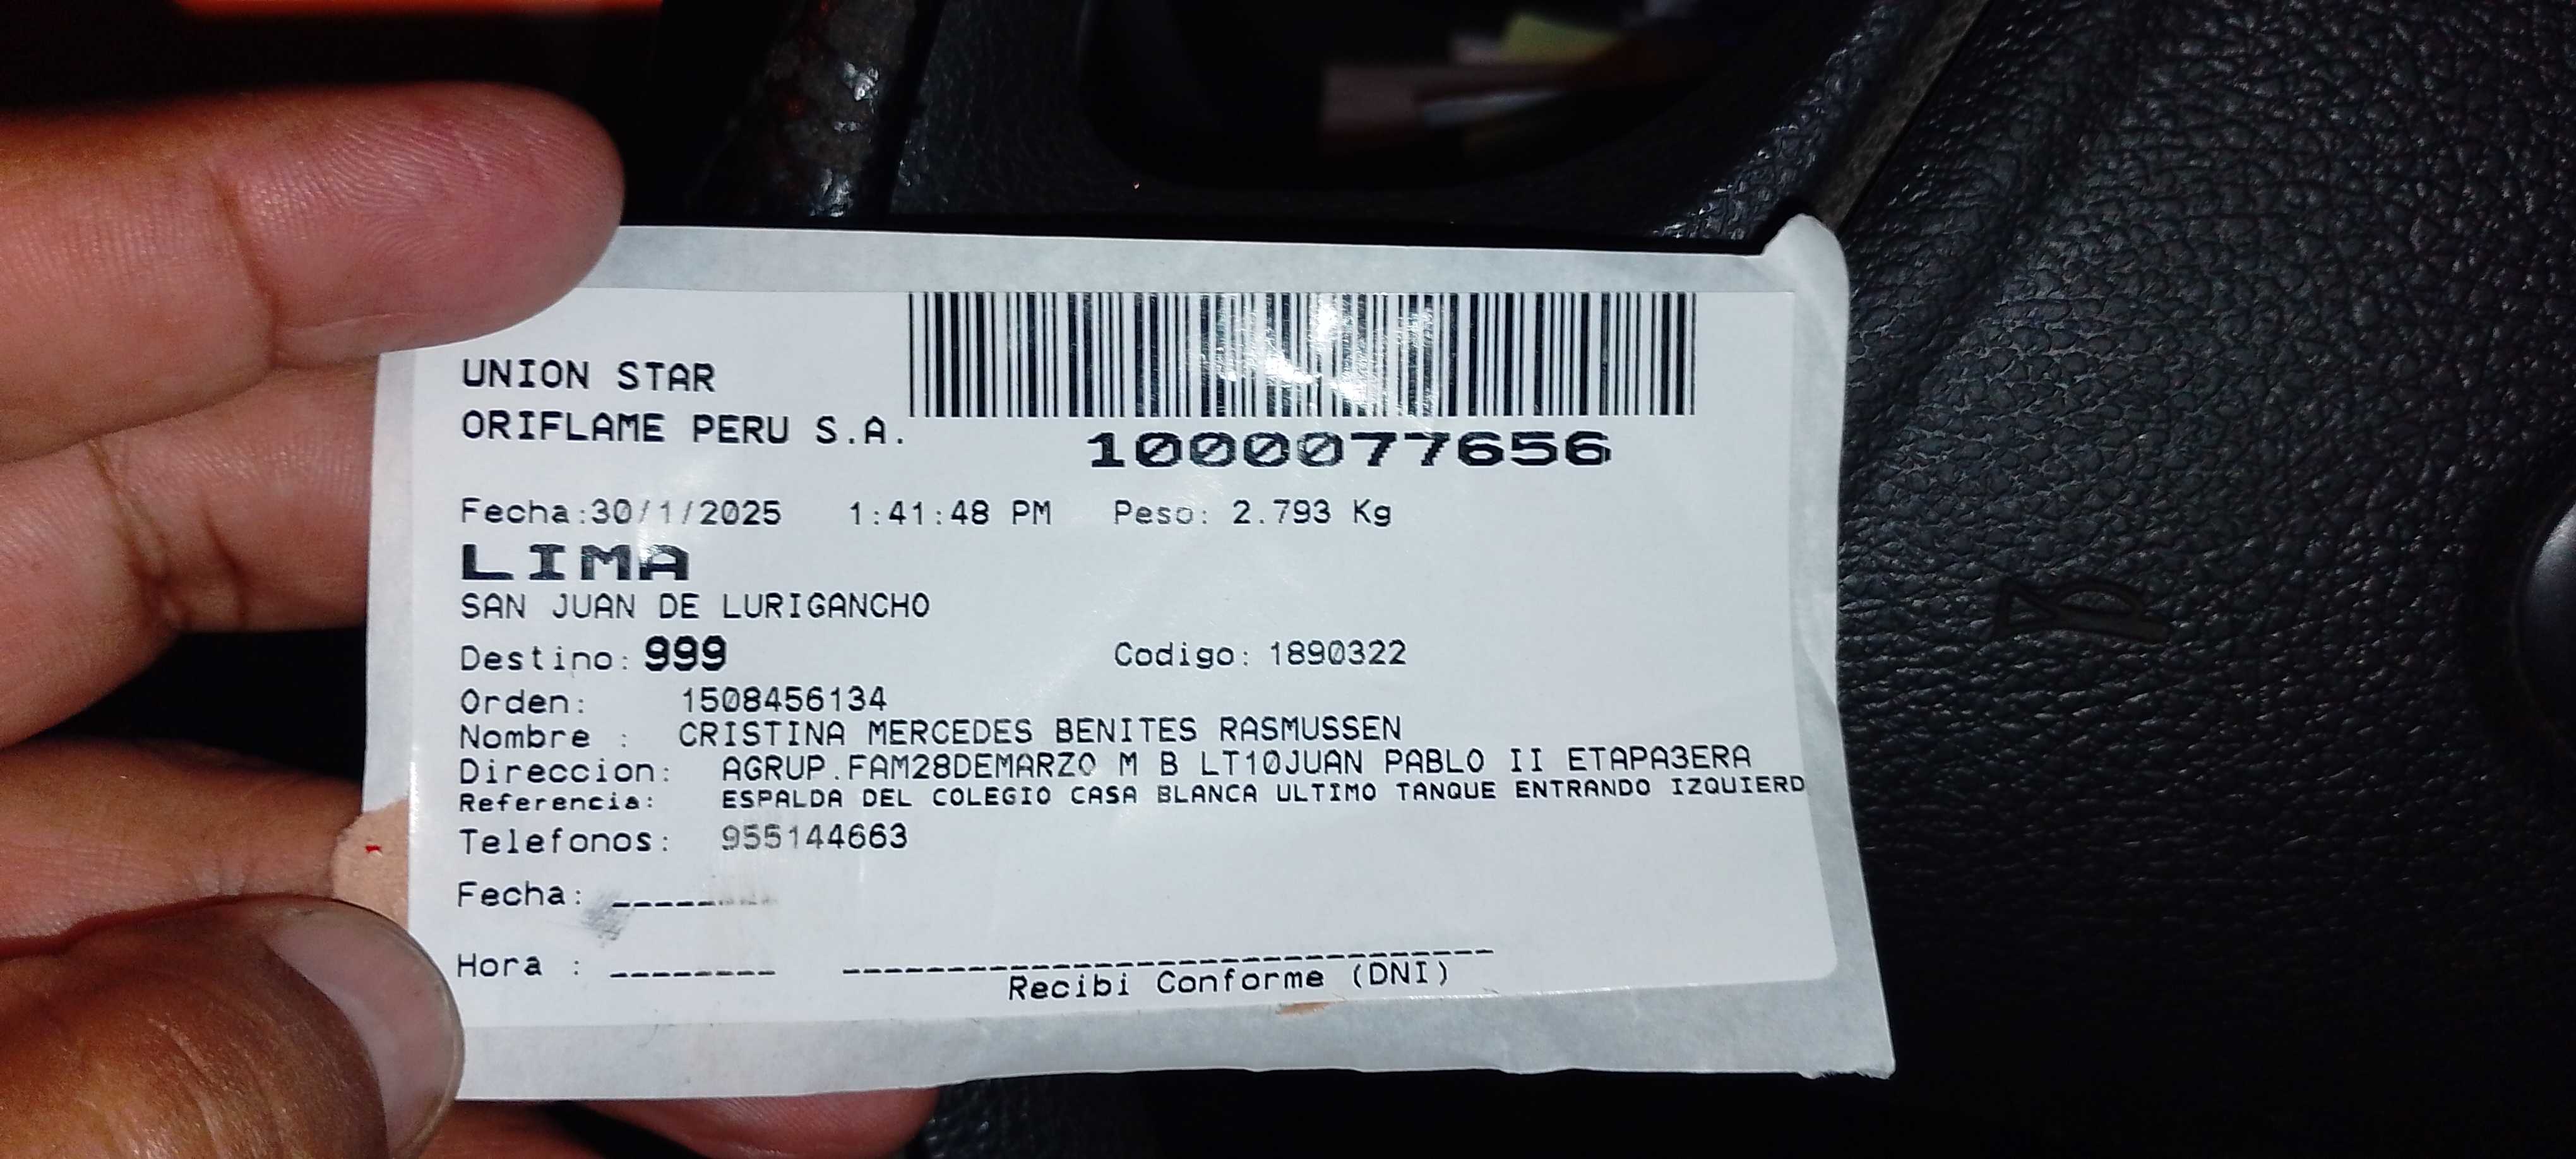 UNION STAR
ORIFLAME PERU S.A.
1000077656
Fecha:30/1/2025 1:41:48 PM Peso: 2.793 Kg
LIMA
SAN JUAN DE LURIGANCHO
Destino: 999 Codigo: 1890322
Orden: 1508456134
Nombre : CRISTINA MERCEDES BENITES RASMUSSEN
Direccion: AGRUP.FAM28DEMARZO M B LT10JUAN PABLO II ETAPA3ERA
Referencia: ESPALDA DEL COLEGIO CASA BLANCA ULTIMO TANQUE ENTRANDO IZQUIERD
Telefonos: 955144663
Fecha: ________
Hora : ________
Recibi Conforme (DNI)